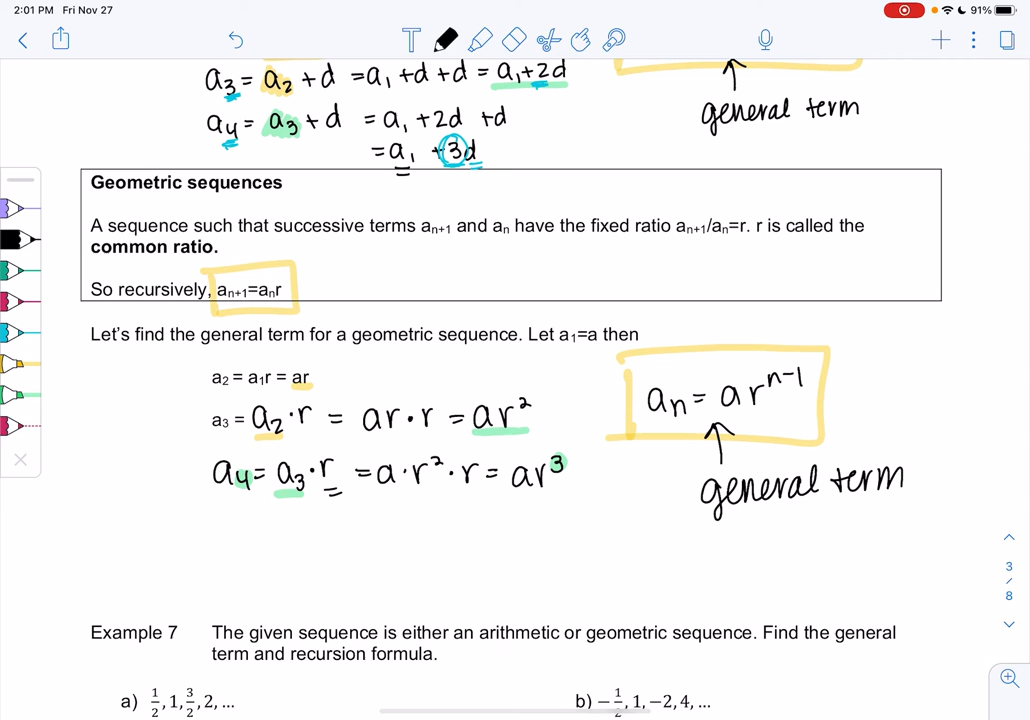 2:01 PM Fri Nov 27
91%
a₃ = a₂ + d = a₁ + d + d = a₁ + 2d
a₄ = a₃ + d = a₁ + 2d + d
= a₁ + 3d
general term
Geometric sequences
A sequence such that successive terms aₙ₊₁ and aₙ have the fixed ratio aₙ₊₁/aₙ=r. r is called the
common ratio.
So recursively, aₙ₊₁=aₙr
Let's find the general term for a geometric sequence. Let a₁=a then
a₂ = a₁r = ar
a₃ = a₂ · r = ar · r = ar²
a₄ = a₃ · r = a · r² · r = ar³
aₙ = arⁿ⁻¹
general term
3
/
8
Example 7 The given sequence is either an arithmetic or geometric sequence. Find the general
term and recursion formula.
a) 1/2, 1, 3/2, 2, ...
b) −1/2, 1, −2, 4, ...